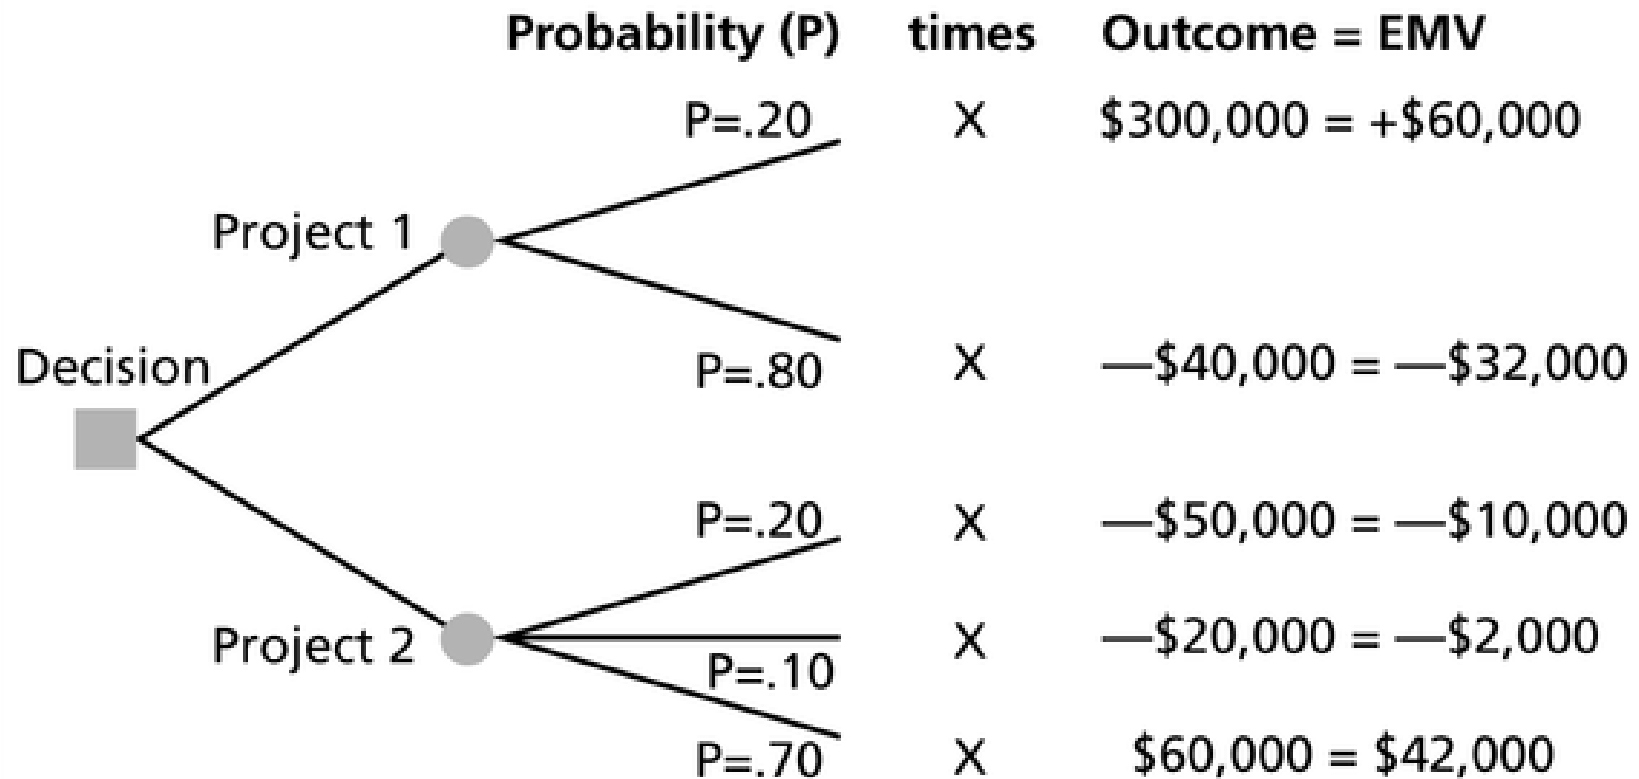 Probability (P) times Outcome = EMV
P=.20 X $300,000 = +$60,000
Project 1
P=.80 X —$40,000 = —$32,000
Decision
P=.20 X —$50,000 = —$10,000
Project 2
P=.10 X —$20,000 = —$2,000
P=.70 X $60,000 = $42,000